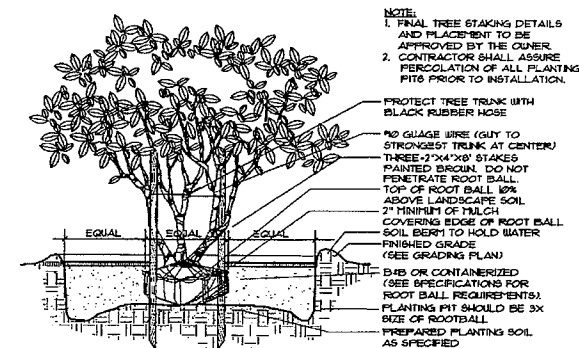 NOTE:
1. FINAL TREE STAKING DETAILS
AND PLACEMENT TO BE
APPROVED BY THE OWNER
2. CONTRACTOR SHALL ASSURE
PERCOLATION OF ALL PLANTING
PITS PRIOR TO INSTALLATION.
PROTECT TREE TRUNK WITH
BLACK RUBBER HOSE
#10 GUAGE WIRE (GUY TO
STRONGEST TRUNK AT CENTER)
THREE-2"X4"X8' STAKES
PAINTED BROWN. DO NOT
PENETRATE ROOT BALL.
TOP OF ROOT BALL 10%
ABOVE LANDSCAPE SOIL
2" MINIMUM OF MULCH
COVERING EDGE OF ROOT BALL
SOIL BERM TO HOLD WATER
FINISHED GRADE
(SEE GRADING PLAN)
B&B OR CONTAINERIZED
(SEE SPECIFICATIONS FOR
ROOT BALL REQUIREMENTS).
PLANTING PIT SHOULD BE 3X
SIZE OF ROOTBALL
PREPARED PLANTING SOIL
AS SPECIFIED
EQUAL EQUAL EQUAL